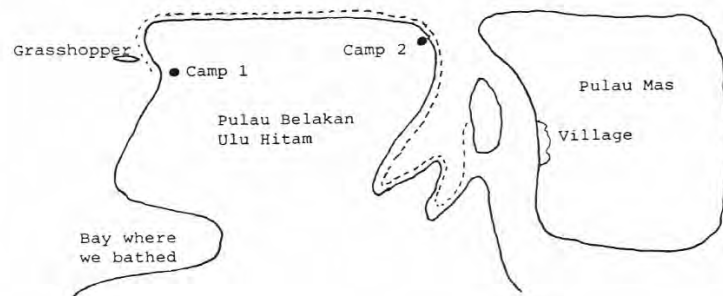 Grasshopper
Camp 1
Camp 2
Pulau Belakan
Ulu Hitam
Pulau Mas
Village
Bay where
we bathed